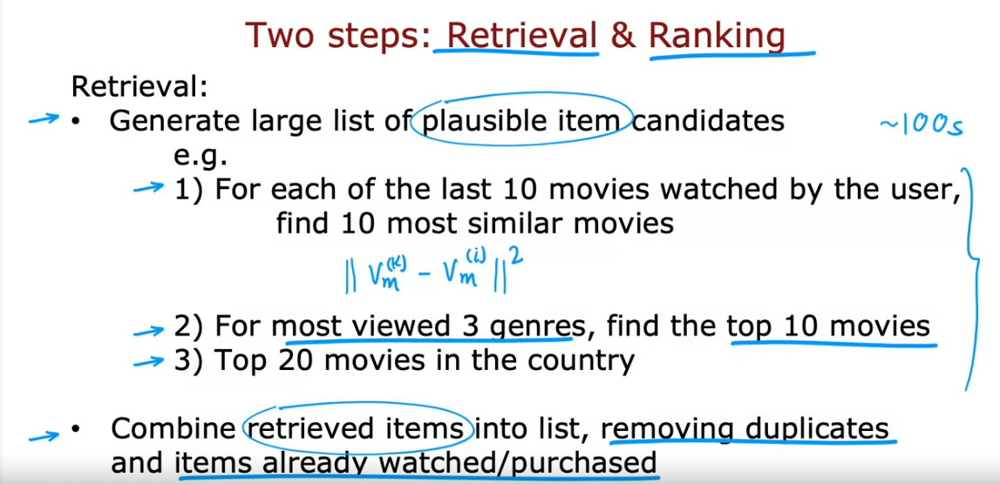 Two steps: Retrieval & Ranking
Retrieval:
• Generate large list of plausible item candidates ~100s
e.g.
1) For each of the last 10 movies watched by the user,
find 10 most similar movies
|| v_m^(k) - v_m^(i) ||^2
2) For most viewed 3 genres, find the top 10 movies
3) Top 20 movies in the country
• Combine retrieved items into list, removing duplicates
and items already watched/purchased